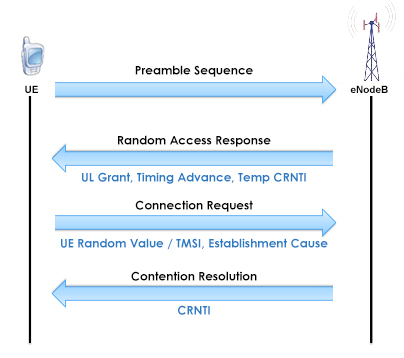 Preamble Sequence
UE
eNodeB
Random Access Response
UL Grant, Timing Advance, Temp CRNTI
Connection Request
UE Random Value / TMSI, Establishment Cause
Contention Resolution
CRNTI